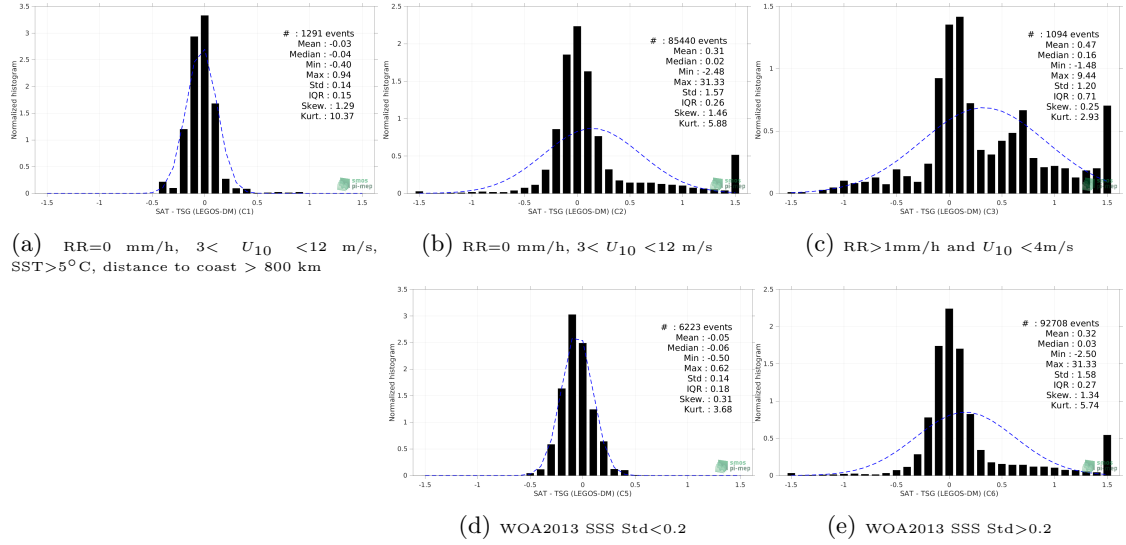 3.5
3
2.5
2
1.5
1
0.5
0
Normalized histogram
# : 1291 events
Mean : -0.03
Median : -0.04
Min : -0.40
Max : 0.94
Std : 0.14
IQR : 0.15
Skew. : 1.29
Kurt. : 10.37
smos
pi-mep
-1.5 -1 -0.5 0 0.5 1 1.5
SAT - TSG (LEGOS-DM) (C1)
(a) RR=0 mm/h, 3< U10 <12 m/s,
SST>5°C, distance to coast > 800 km
2.5
2
1.5
1
0.5
0
Normalized histogram
# : 85440 events
Mean : 0.31
Median : 0.02
Min : -2.48
Max : 31.33
Std : 1.57
IQR : 0.26
Skew. : 1.46
Kurt. : 5.88
smos
pi-mep
-1.5 -1 -0.5 0 0.5 1 1.5
SAT - TSG (LEGOS-DM) (C2)
(b) RR=0 mm/h, 3< U10 <12 m/s
1.5
1
0.5
0
Normalized histogram
# : 1094 events
Mean : 0.47
Median : 0.16
Min : -1.48
Max : 9.44
Std : 1.20
IQR : 0.71
Skew. : 0.25
Kurt. : 2.93
smos
pi-mep
-1.5 -1 -0.5 0 0.5 1 1.5
SAT - TSG (LEGOS-DM) (C3)
(c) RR>1mm/h and U10 <4m/s
3.5
3
2.5
2
1.5
1
0.5
0
Normalized histogram
# : 6223 events
Mean : -0.05
Median : -0.06
Min : -0.50
Max : 0.62
Std : 0.14
IQR : 0.18
Skew. : 0.31
Kurt. : 3.68
smos
pi-mep
-1.5 -1 -0.5 0 0.5 1 1.5
SAT - TSG (LEGOS-DM) (C5)
(d) WOA2013 SSS Std<0.2
2.5
2
1.5
1
0.5
0
Normalized histogram
# : 92708 events
Mean : 0.32
Median : 0.03
Min : -2.50
Max : 31.33
Std : 1.58
IQR : 0.27
Skew. : 1.34
Kurt. : 5.74
smos
pi-mep
-1.5 -1 -0.5 0 0.5 1 1.5
SAT - TSG (LEGOS-DM) (C6)
(e) WOA2013 SSS Std>0.2